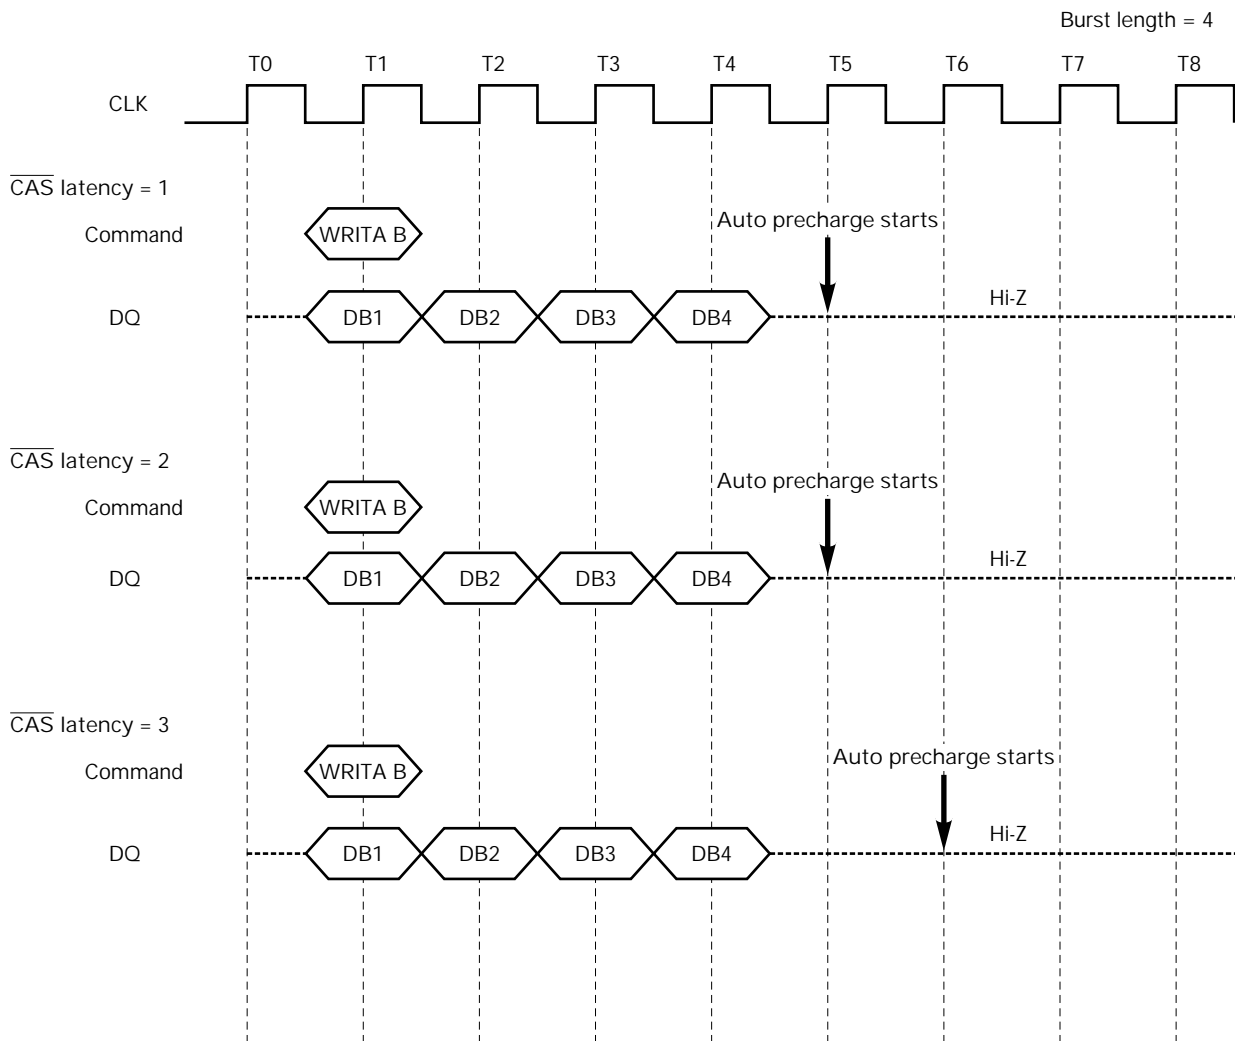 Burst length = 4
T0 T1 T2 T3 T4 T5 T6 T7 T8
CLK
CAS latency = 1
Auto precharge starts
Command WRITA B
Hi-Z
DQ DB1 DB2 DB3 DB4
CAS latency = 2
Auto precharge starts
Command WRITA B
Hi-Z
DQ DB1 DB2 DB3 DB4
CAS latency = 3
Auto precharge starts
Command WRITA B
Hi-Z
DQ DB1 DB2 DB3 DB4